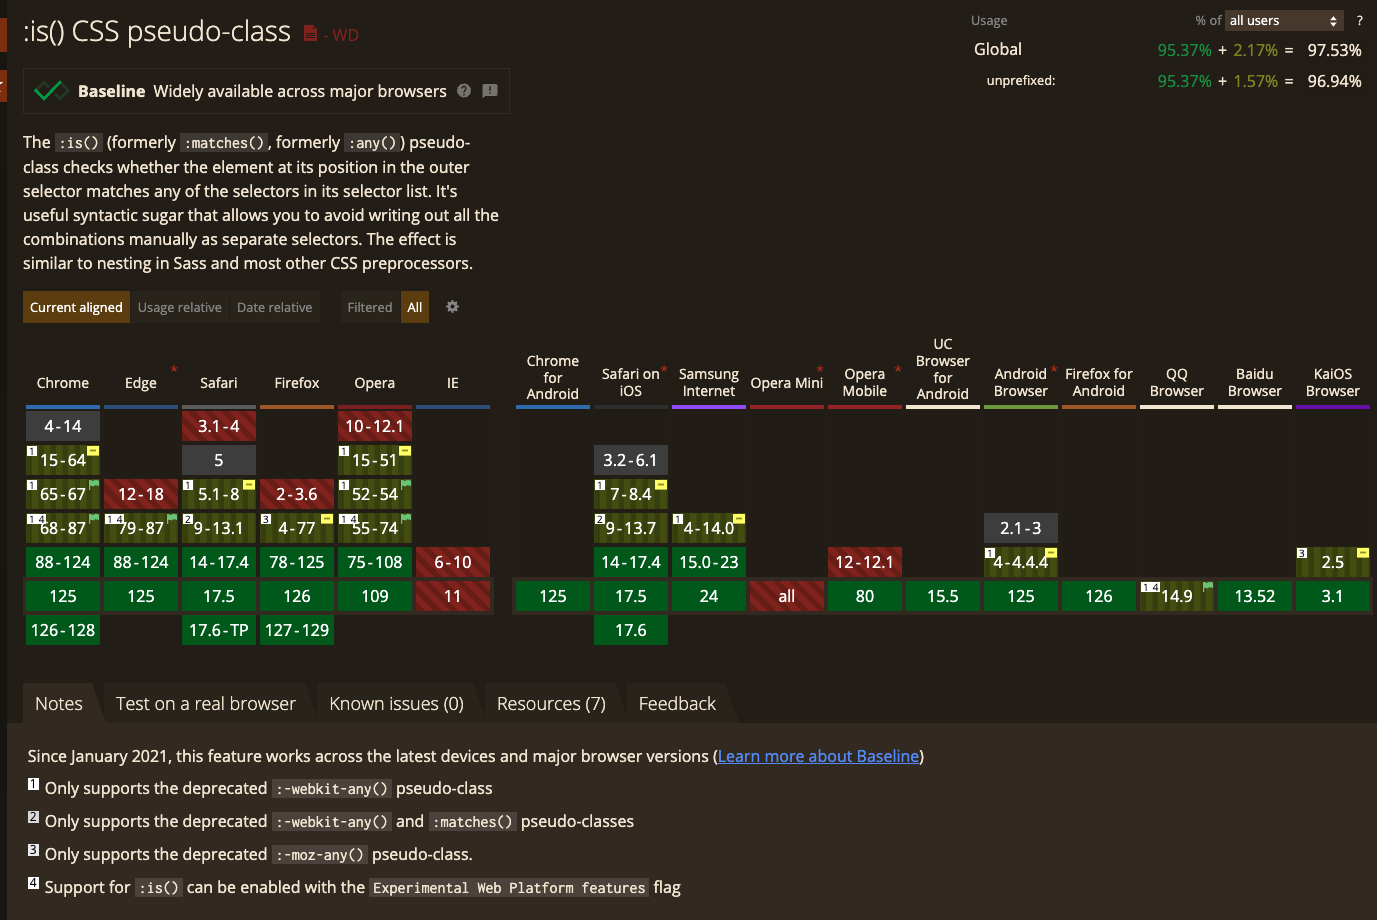 :is() CSS pseudo-class - WD
Usage % of all users ?
Global 95.37% + 2.17% = 97.53%
unprefixed: 95.37% + 1.57% = 96.94%
Baseline Widely available across major browsers
The :is() (formerly :matches(), formerly :any()) pseudo-
class checks whether the element at its position in the outer
selector matches any of the selectors in its selector list. It's
useful syntactic sugar that allows you to avoid writing out all the
combinations manually as separate selectors. The effect is
similar to nesting in Sass and most other CSS preprocessors.
Current aligned Usage relative Date relative Filtered All
Chrome Edge * Safari Firefox Opera IE Chrome for Android Safari on iOS * Samsung Internet Opera Mini * Opera Mobile * UC Browser for Android Android Browser * Firefox for Android QQ Browser Baidu Browser KaiOS Browser
4-14 3.1-4 10-12.1
1 15-64 5 1 15-51 3.2-6.1
1 65-67 12-18 1 5.1-8 2-3.6 1 52-54 1 7-8.4
1 4 68-87 1 4 79-87 2 9-13.1 3 4-77 1 4 55-74 2 9-13.7 1 4-14.0 2.1-3
88-124 88-124 14-17.4 78-125 75-108 6-10 14-17.4 15.0-23 12-12.1 1 4-4.4.4 3 2.5
125 125 17.5 126 109 11 125 17.5 24 all 80 15.5 125 126 1 4 14.9 13.52 3.1
126-128 17.6-TP 127-129 17.6
Notes Test on a real browser Known issues (0) Resources (7) Feedback
Since January 2021, this feature works across the latest devices and major browser versions (Learn more about Baseline)
1 Only supports the deprecated :-webkit-any() pseudo-class
2 Only supports the deprecated :-webkit-any() and :matches() pseudo-classes
3 Only supports the deprecated :-moz-any() pseudo-class.
4 Support for :is() can be enabled with the Experimental Web Platform features flag